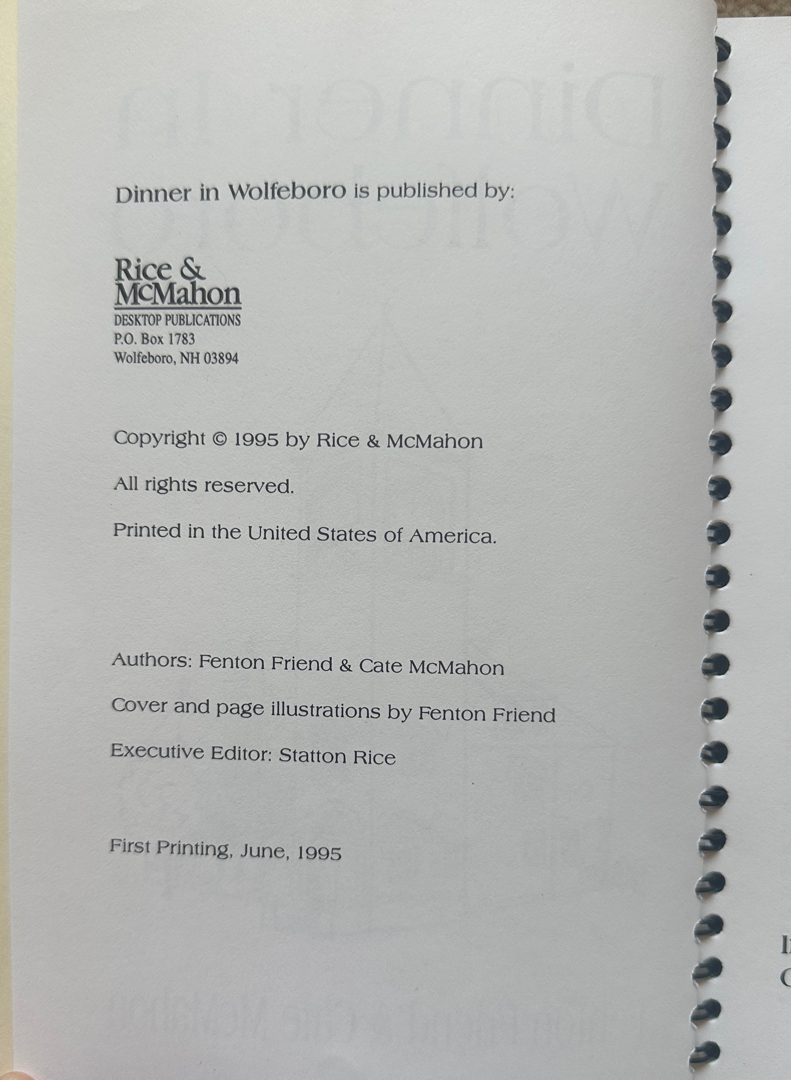 Dinner in Wolfeboro is published by:
Rice &
McMahon
DESKTOP PUBLICATIONS
P.O. Box 1783
Wolfeboro, NH 03894
Copyright © 1995 by Rice & McMahon
All rights reserved.
Printed in the United States of America.
Authors: Fenton Friend & Cate McMahon
Cover and page illustrations by Fenton Friend
Executive Editor: Statton Rice
First Printing, June, 1995